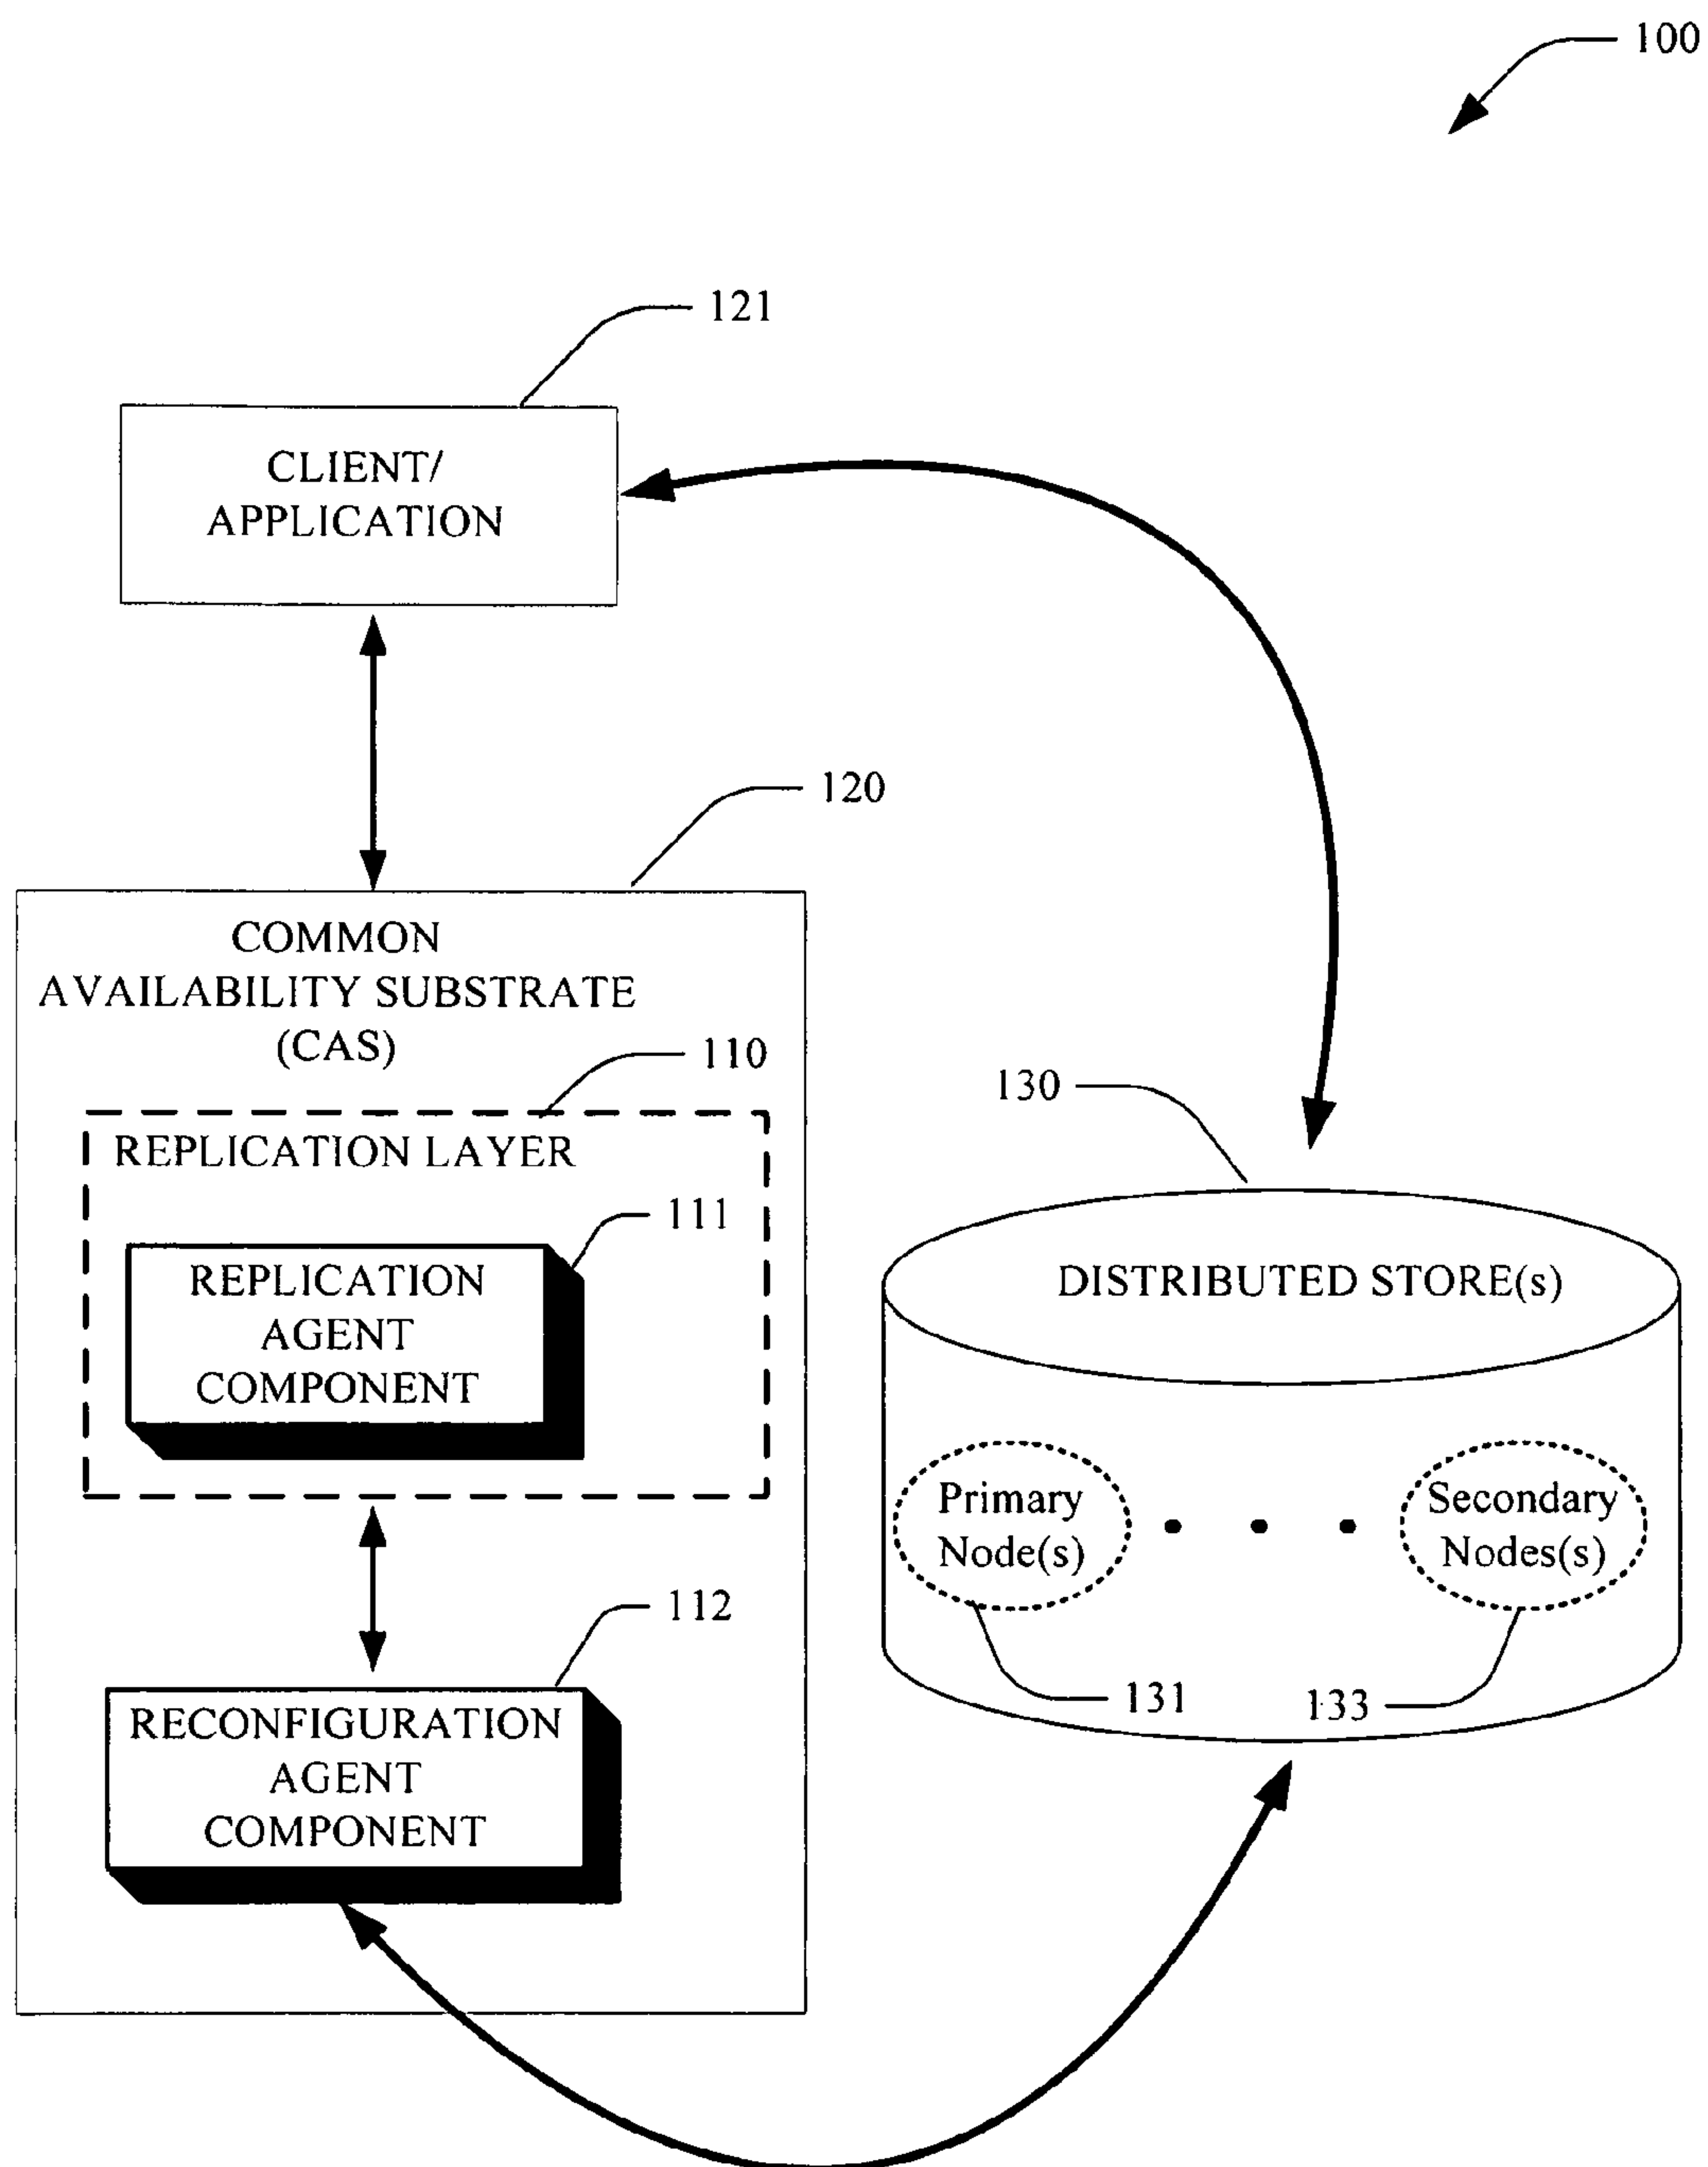 100
121
CLIENT/
APPLICATION
120
COMMON
AVAILABILITY SUBSTRATE
(CAS)
110
REPLICATION LAYER
111
REPLICATION
AGENT
COMPONENT
112
RECONFIGURATION
AGENT
COMPONENT
130
DISTRIBUTED STORE(s)
Primary
Node(s)
Secondary
Nodes(s)
131
133